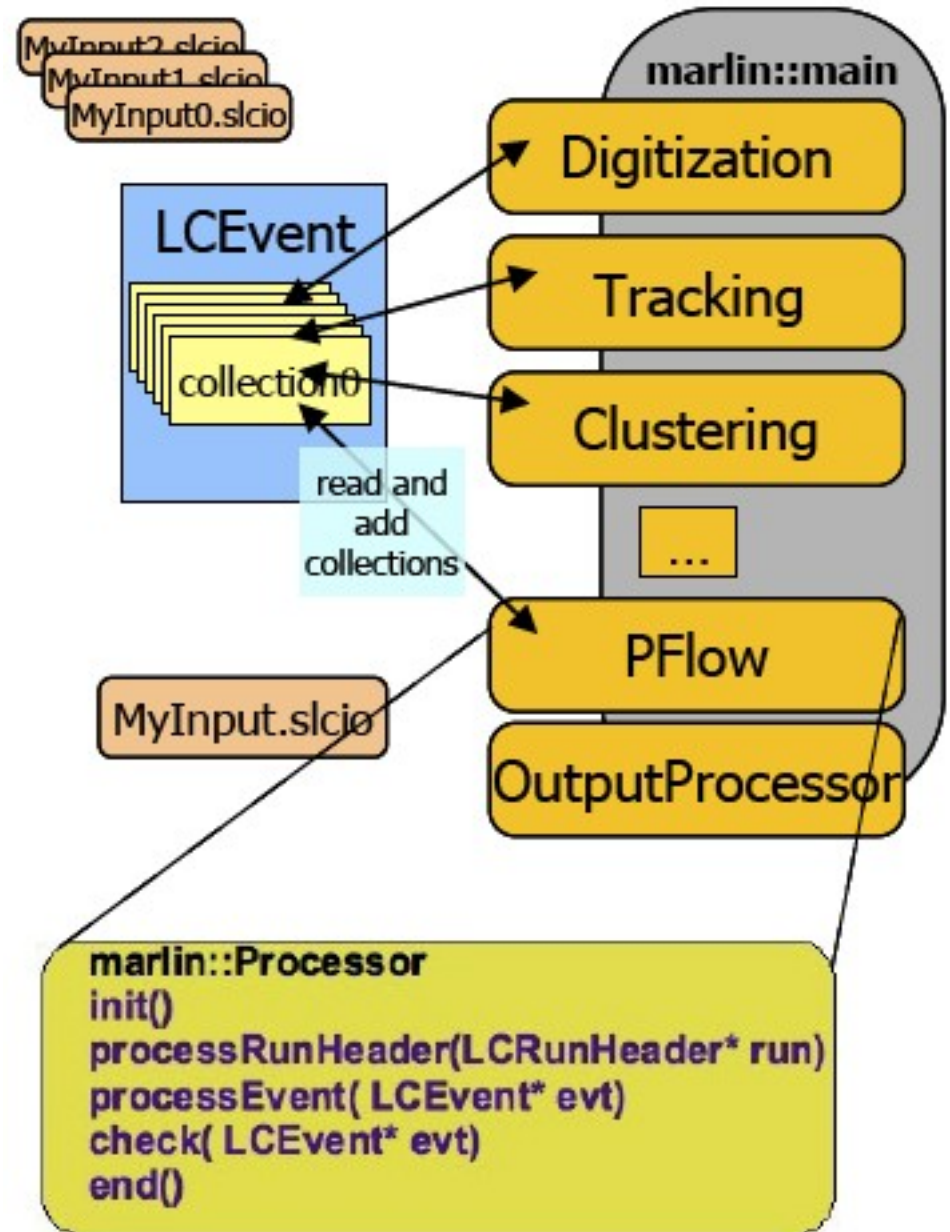 MyInput2.slcio
MyInput1.slcio
MyInput0.slcio
marlin::main
Digitization
LCEvent
Tracking
collection0
Clustering
read and
add
collections
...
PFlow
MyInput.slcio
OutputProcessor
marlin::Processor
init()
processRunHeader(LCRunHeader* run)
processEvent( LCEvent* evt)
check( LCEvent* evt)
end()